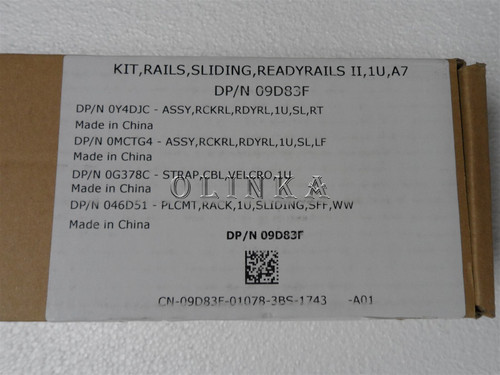 KIT,RAILS,SLIDING,READYRAILS II,1U,A7
DP/N 09D83F
DP/N 0Y4DJC - ASSY,RCKRL,RDYRL,1U,SL,RT
Made in China
DP/N 0MCTG4 - ASSY,RCKRL,RDYRL,1U,SL,LF
Made in China
DP/N 0G378C - STRAP,CBL,VELCRO,1U
Made in China
OLINKA
DP/N 046D51 - PLCMT,RACK,1U,SLIDING,SFF,WW
Made in China
DP/N 09D83F
CN-09D83F-01078-3BS-1743 -A01